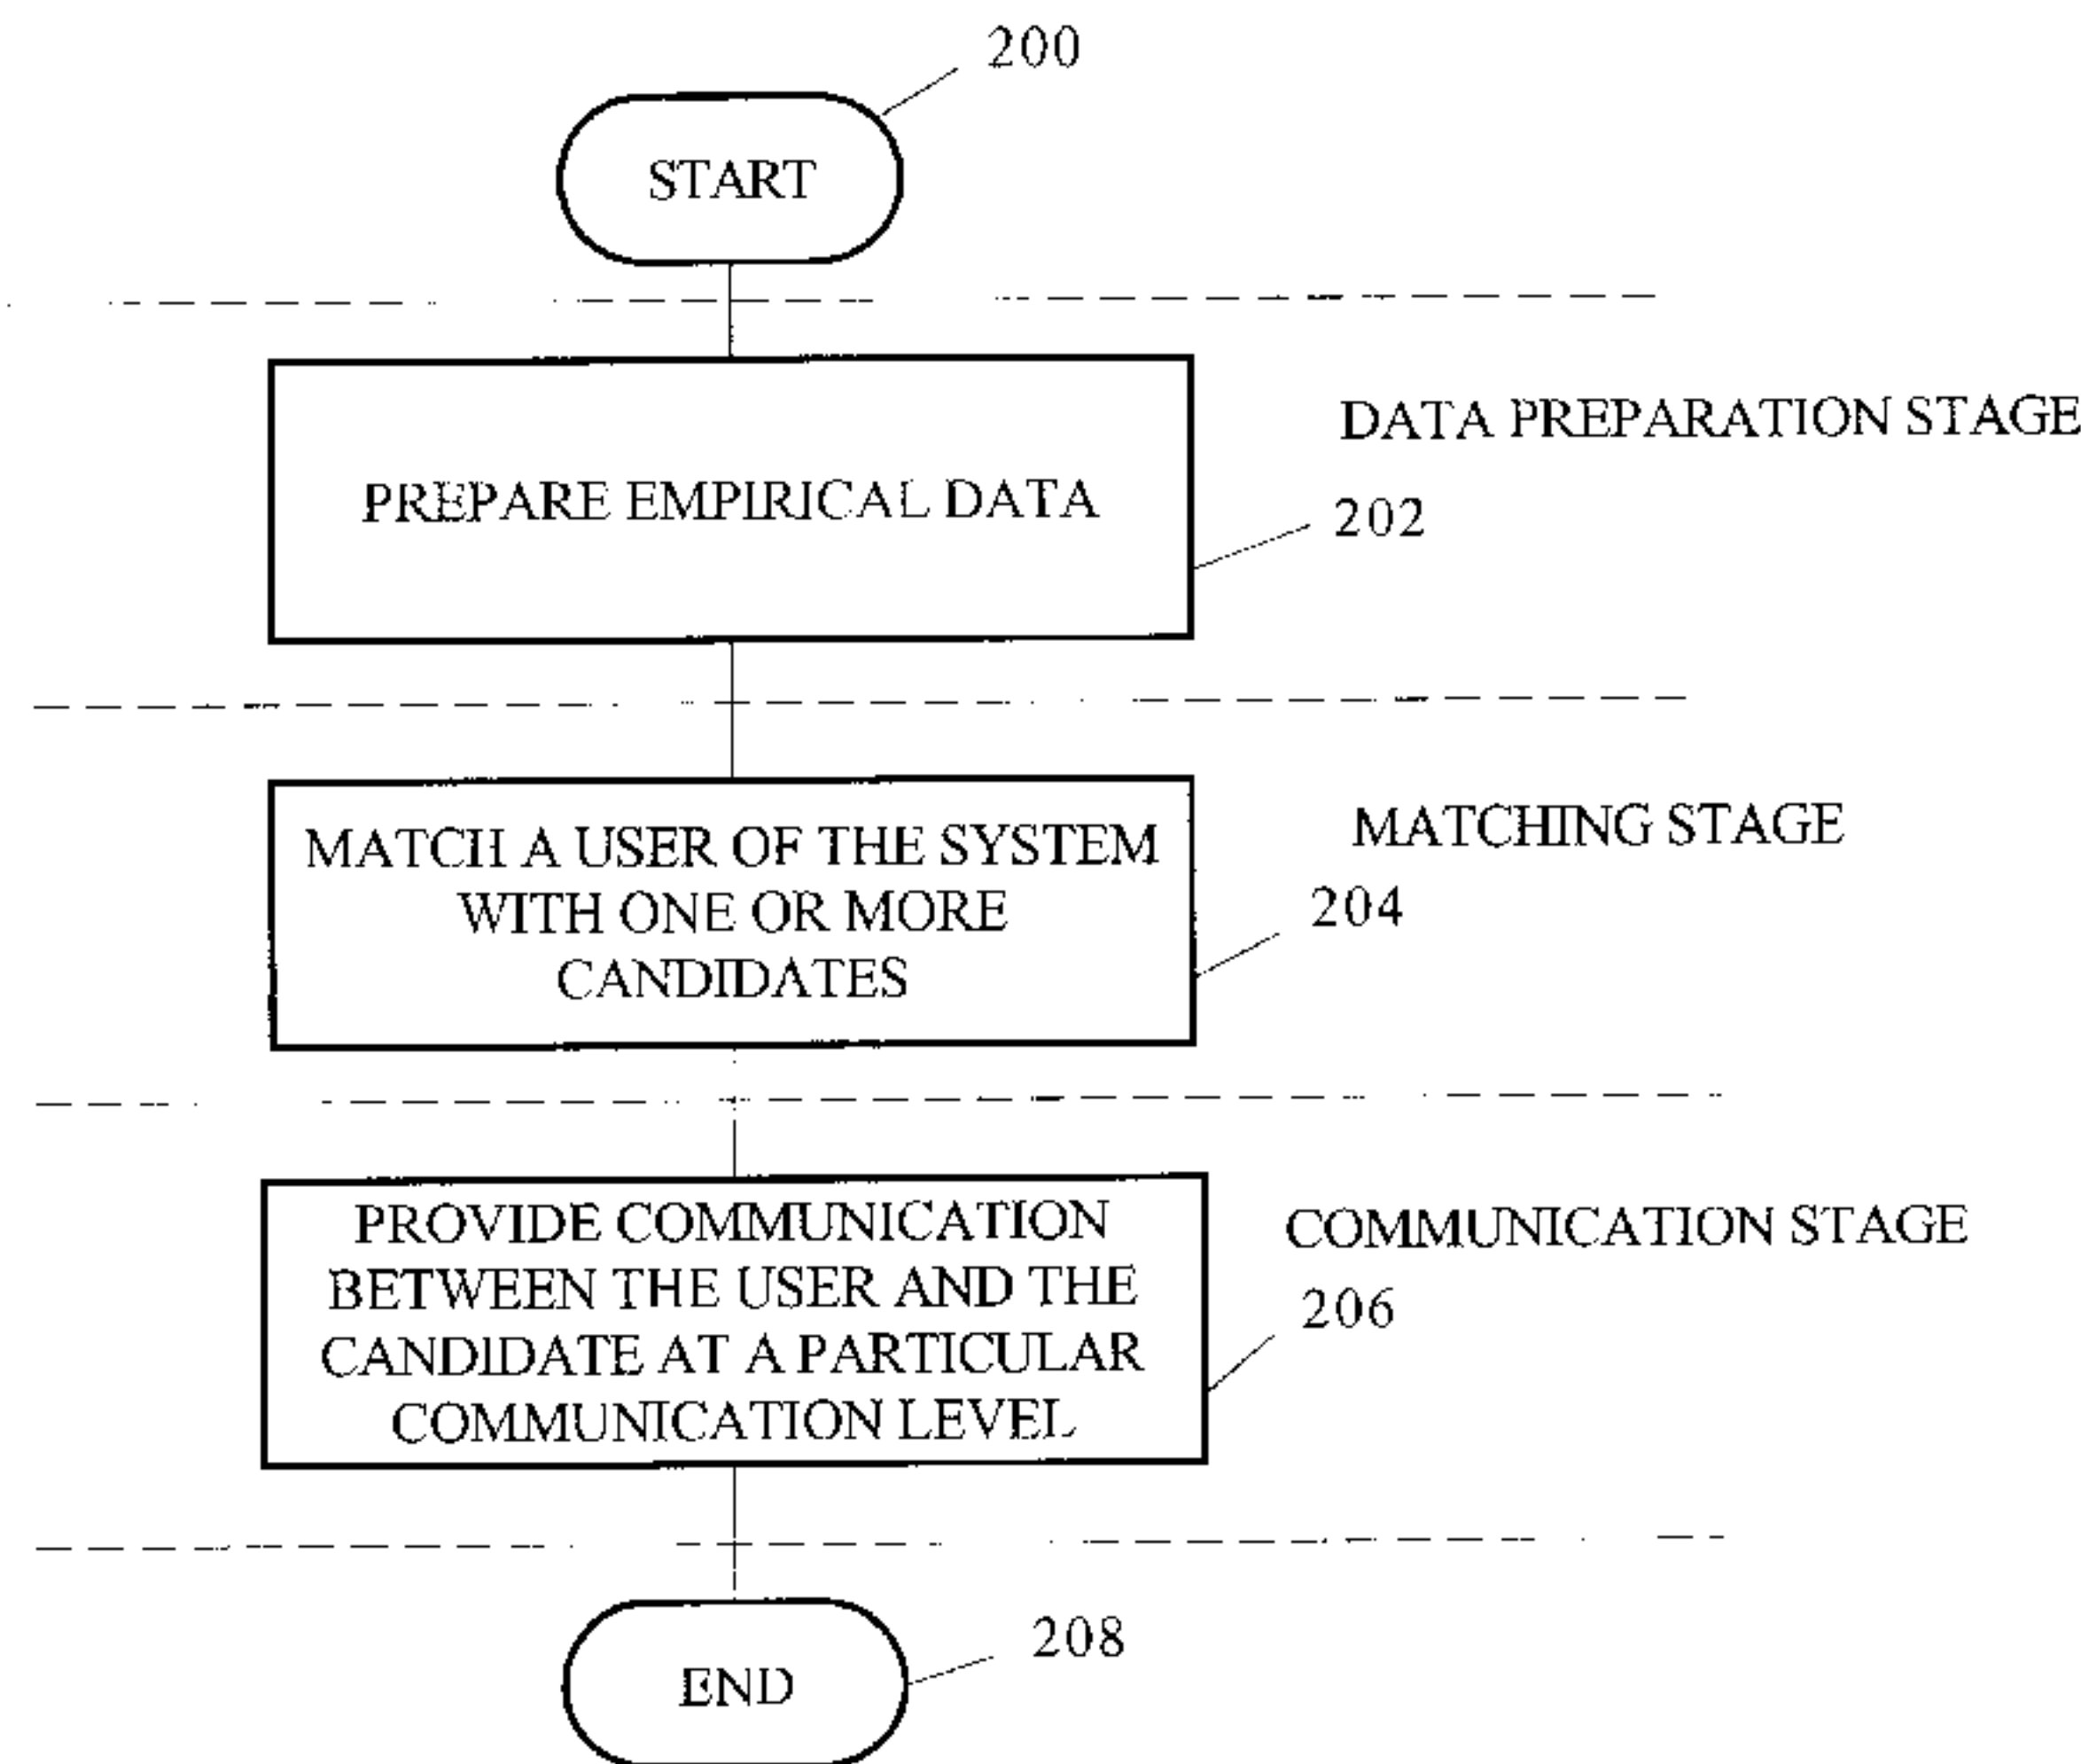 200
START
DATA PREPARATION STAGE
PREPARE EMPIRICAL DATA
202
MATCHING STAGE
MATCH A USER OF THE SYSTEM
WITH ONE OR MORE
CANDIDATES
204
COMMUNICATION STAGE
PROVIDE COMMUNICATION
BETWEEN THE USER AND THE
CANDIDATE AT A PARTICULAR
COMMUNICATION LEVEL
206
208
END